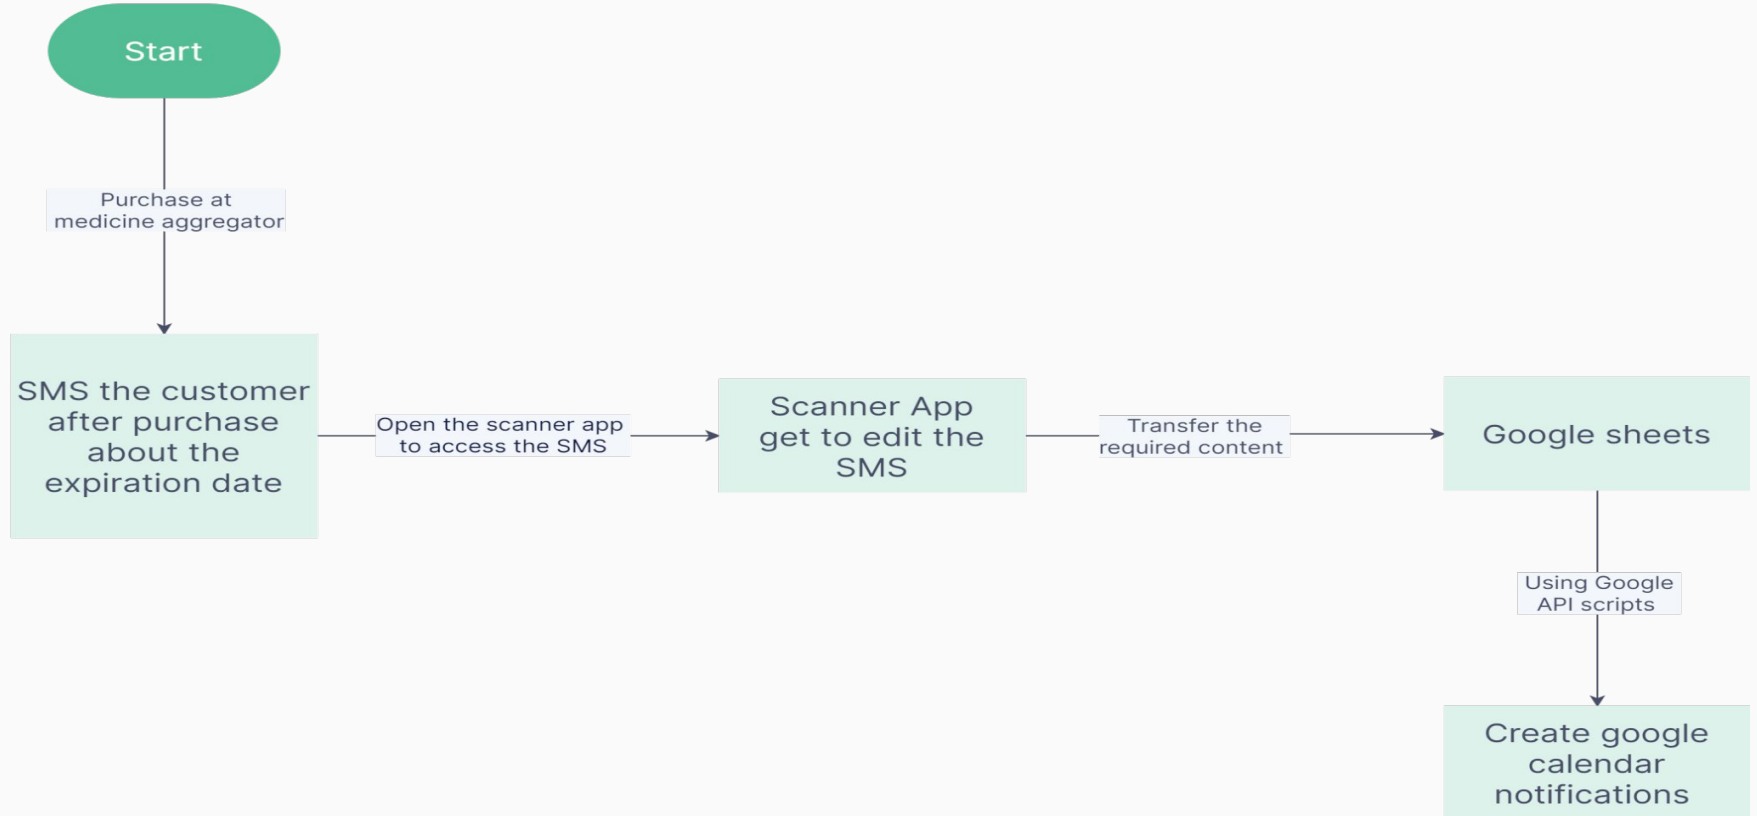 Start
Purchase at
medicine aggregator
SMS the customer
after purchase
about the
expiration date
Open the scanner app
to access the SMS
Scanner App
get to edit the
SMS
Transfer the
required content
Google sheets
Using Google
API scripts
Create google
calendar
notifications